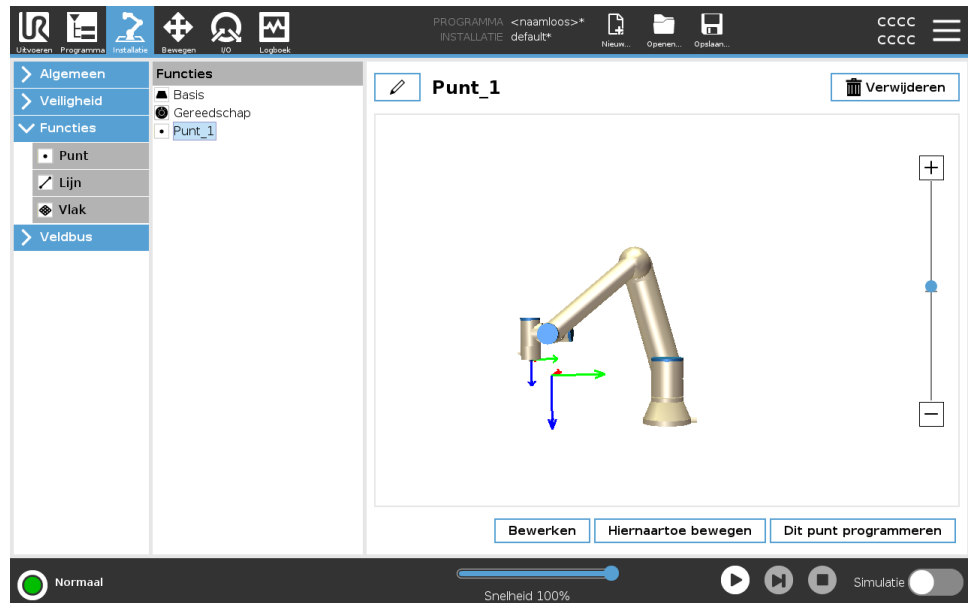 PROGRAMMA <naamloos>*
INSTALLATIE default*
UR
Uitvoeren Programma Installatie Bewegen I/O Logboek Nieuw... Openen... Opslaan...
CCCC
CCCC
Algemeen
Veiligheid
Functies
Punt
Lijn
Vlak
Veldbus
Functies
Basis
Gereedschap
Punt_1
Punt_1
Verwijderen
Bewerken Hiernaartoe bewegen Dit punt programmeren
Normaal
Snelheid 100%
Simulatie